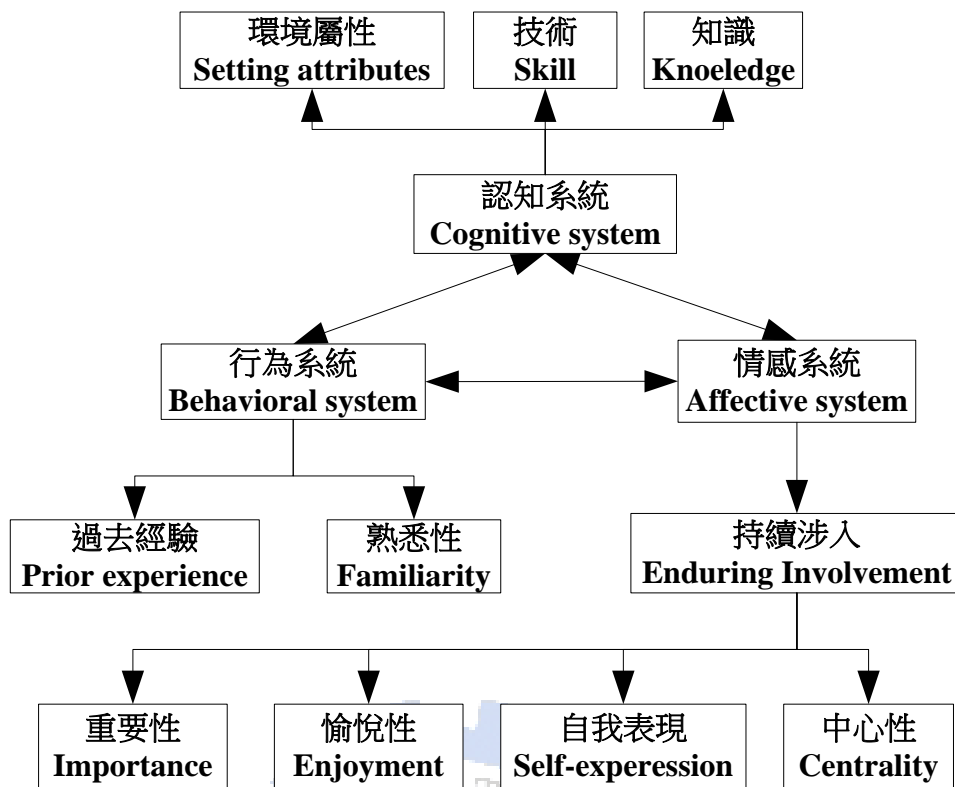 環境屬性
Setting attributes
技術
Skill
知識
Knoeledge
認知系統
Cognitive system
行為系統
Behavioral system
情感系統
Affective system
過去經驗
Prior experience
熟悉性
Familiarity
持續涉入
Enduring Involvement
重要性
Importance
愉悅性
Enjoyment
自我表現
Self-experession
中心性
Centrality